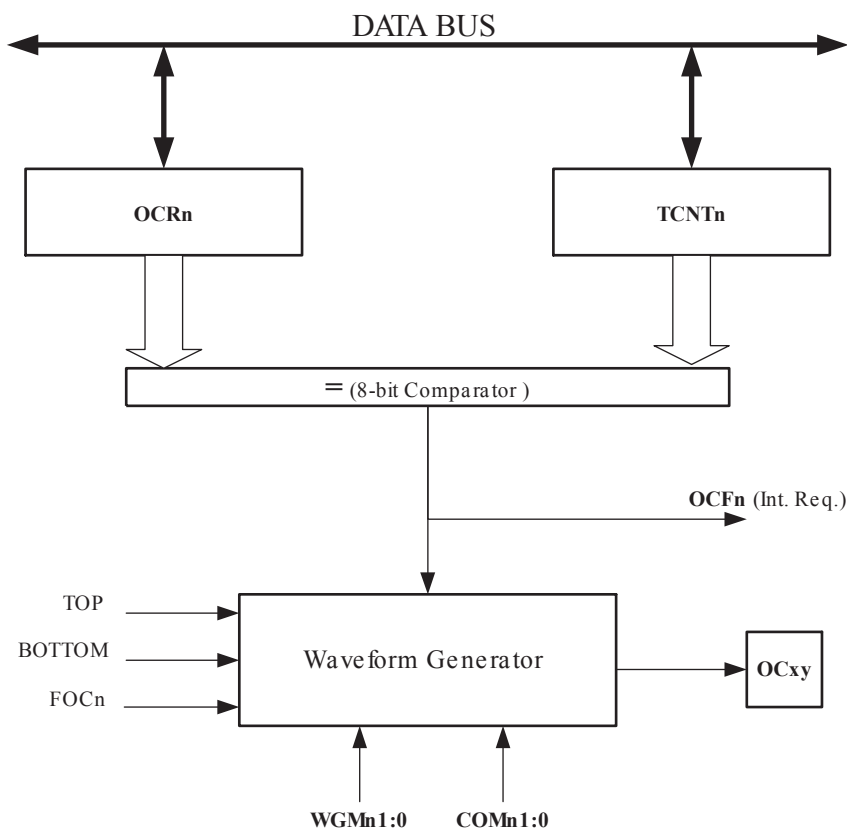 DATA BUS
OCRn
TCNTn
= (8-bit Comparator )
OCFn (Int. Req.)
TOP
BOTTOM
FOCn
Waveform Generator
OCxy
WGMn1:0
COMn1:0